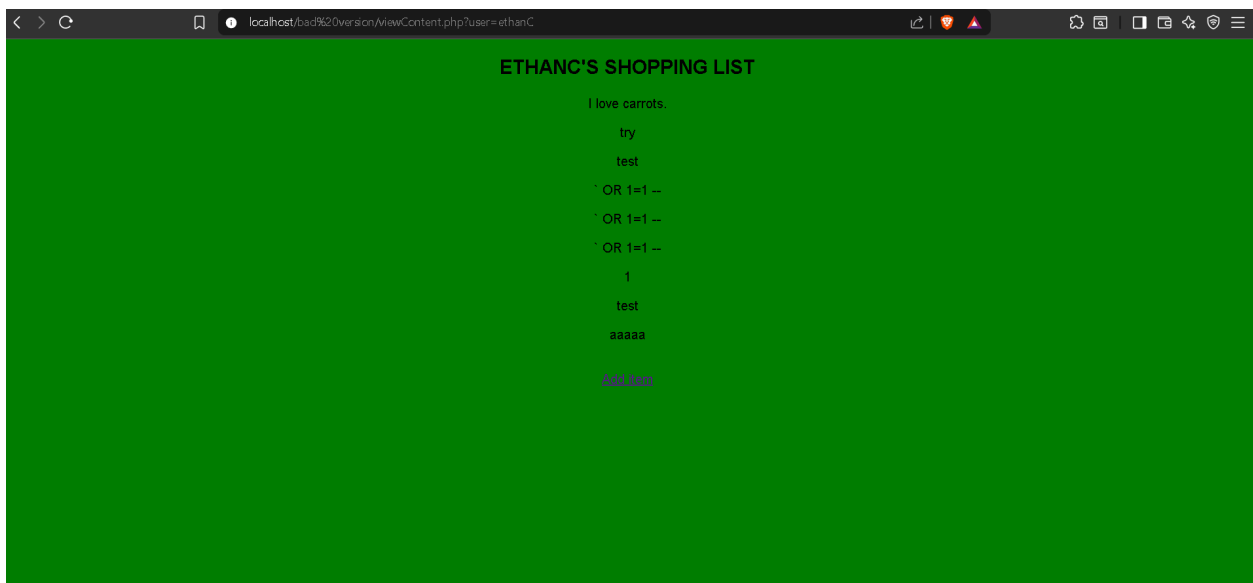 localhost/bad%20version/viewContent.php?user=ethanC
ETHANC'S SHOPPING LIST
I love carrots.
try
test
` OR 1=1 --
` OR 1=1 --
` OR 1=1 --
1
test
aaaaa
Add item